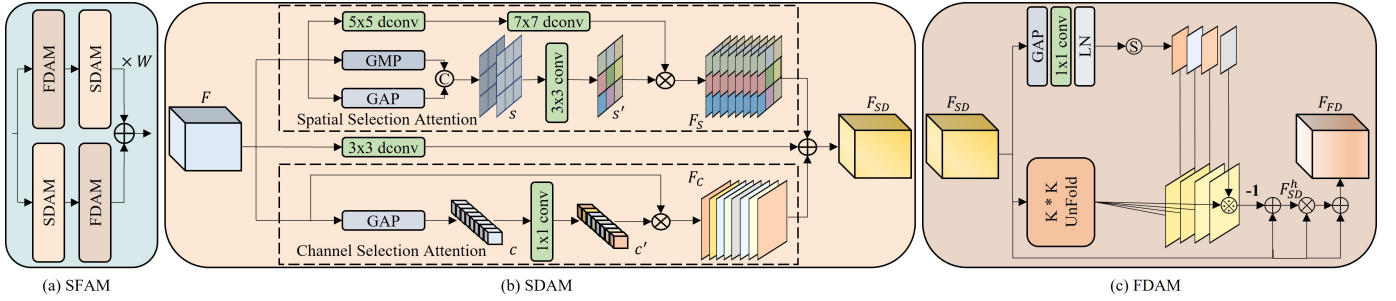 FDAM
SDAM
× W
SDAM
FDAM
(a) SFAM
F
5x5 dconv
7x7 dconv
GMP
GAP
C
s
3x3 conv
s′
F_S
Spatial Selection Attention
3x3 dconv
GAP
c
1x1 conv
c′
F_C
Channel Selection Attention
F_SD
(b) SDAM
F_SD
GAP
1x1 conv
LN
S
K * K
UnFold
-1
F_SD^h
F_FD
(c) FDAM